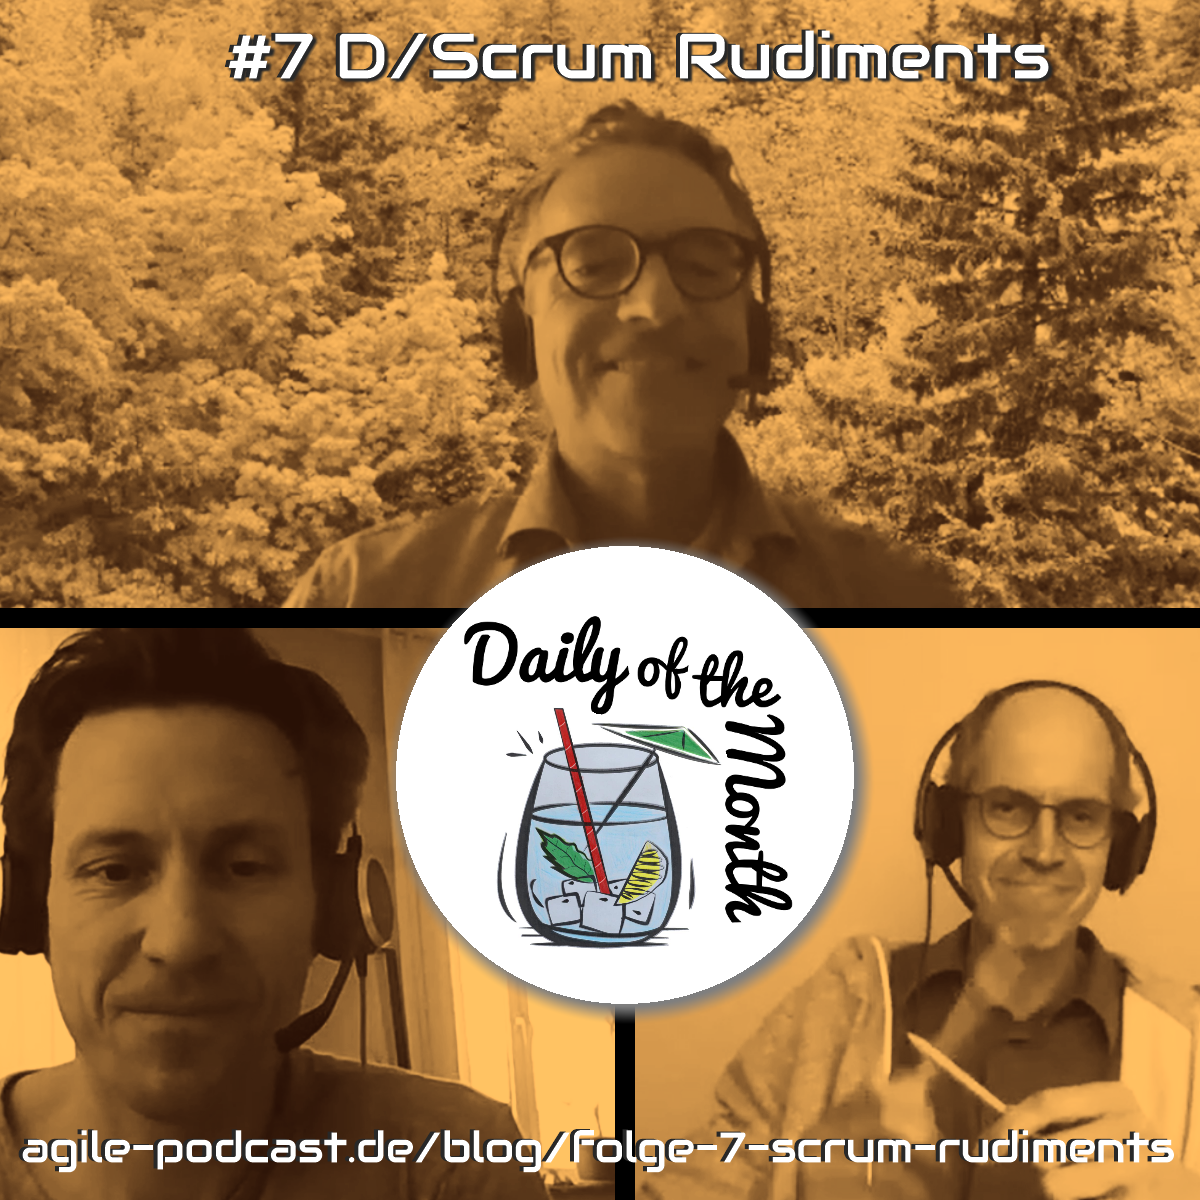 #7 D/Scrum Rudiments
Daily of the
Month
agile-podcast.de/blog/folge-7-scrum-rudiments